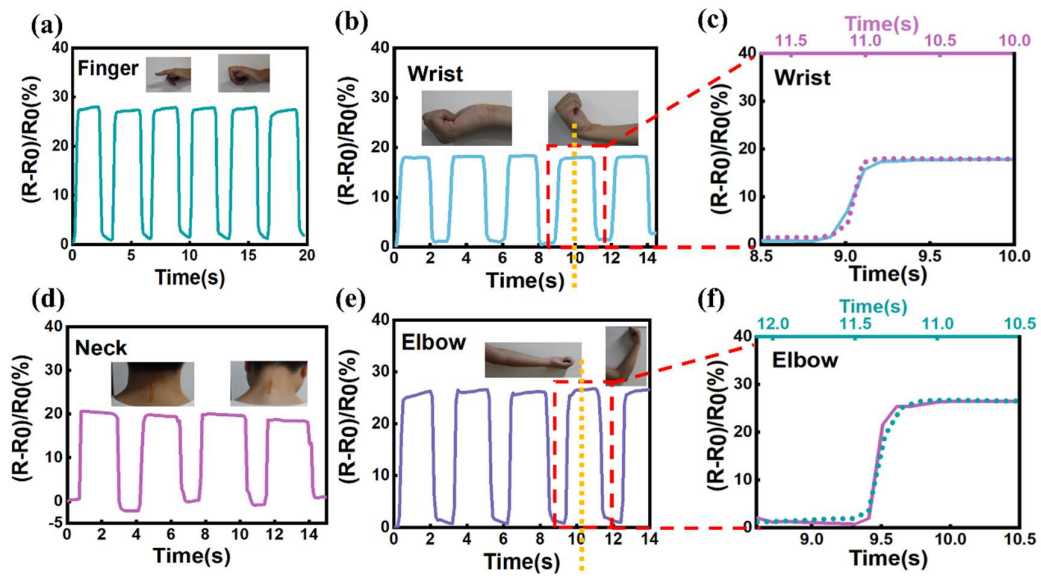 (a)
40
30
20
10
0
(R-R0)/R0(%)
Finger
0 5 10 15 20
Time(s)
(b)
40
30
20
10
0
(R-R0)/R0(%)
Wrist
0 2 4 6 8 10 12 14
Time(s)
(c)
Time(s)
11.5 11.0 10.5 10.0
40
30
20
10
0
(R-R0)/R0(%)
Wrist
8.5 9.0 9.5 10.0
Time(s)
(d)
40
30
20
10
0
-5
(R-R0)/R0(%)
Neck
0 2 4 6 8 10 12 14
Time(s)
(e)
40
30
20
10
0
(R-R0)/R0(%)
Elbow
0 2 4 6 8 10 12 14
Time(s)
(f)
Time(s)
12.0 11.5 11.0 10.5
40
30
20
10
0
(R-R0)/R0(%)
Elbow
9.0 9.5 10.0 10.5
Time(s)